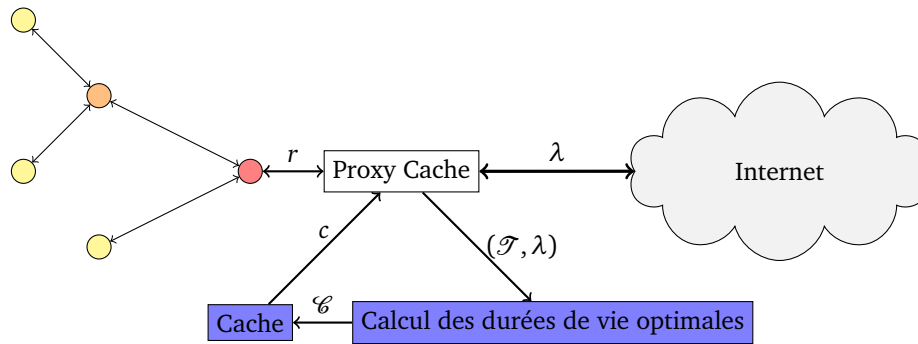 r
Proxy Cache
λ
Internet
c
(𝒯, λ)
Cache
𝒞
Calcul des durées de vie optimales